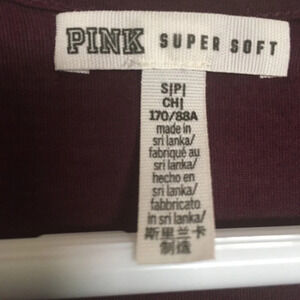 PINK SUPER SOFT
S|P|
CH|
170/88A
made in
sri lanka/
fabriqué au
sri lanka/
hecho en
sri lanka/
fabbricato
in sri lanka/
斯里兰卡
制造